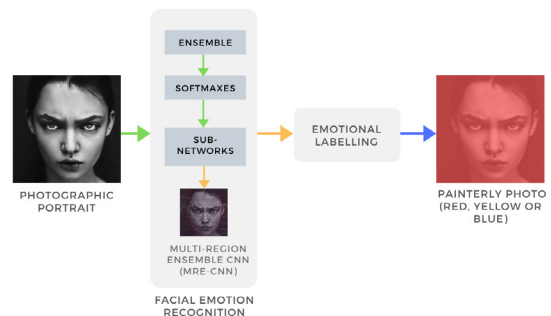 ENSEMBLE
SOFTMAXES
SUB-
NETWORKS
MULTI-REGION
ENSEMBLE CNN
(MRE-CNN)
FACIAL EMOTION
RECOGNITION
PHOTOGRAPHIC
PORTRAIT
EMOTIONAL
LABELLING
PAINTERLY PHOTO
(RED, YELLOW OR
BLUE)